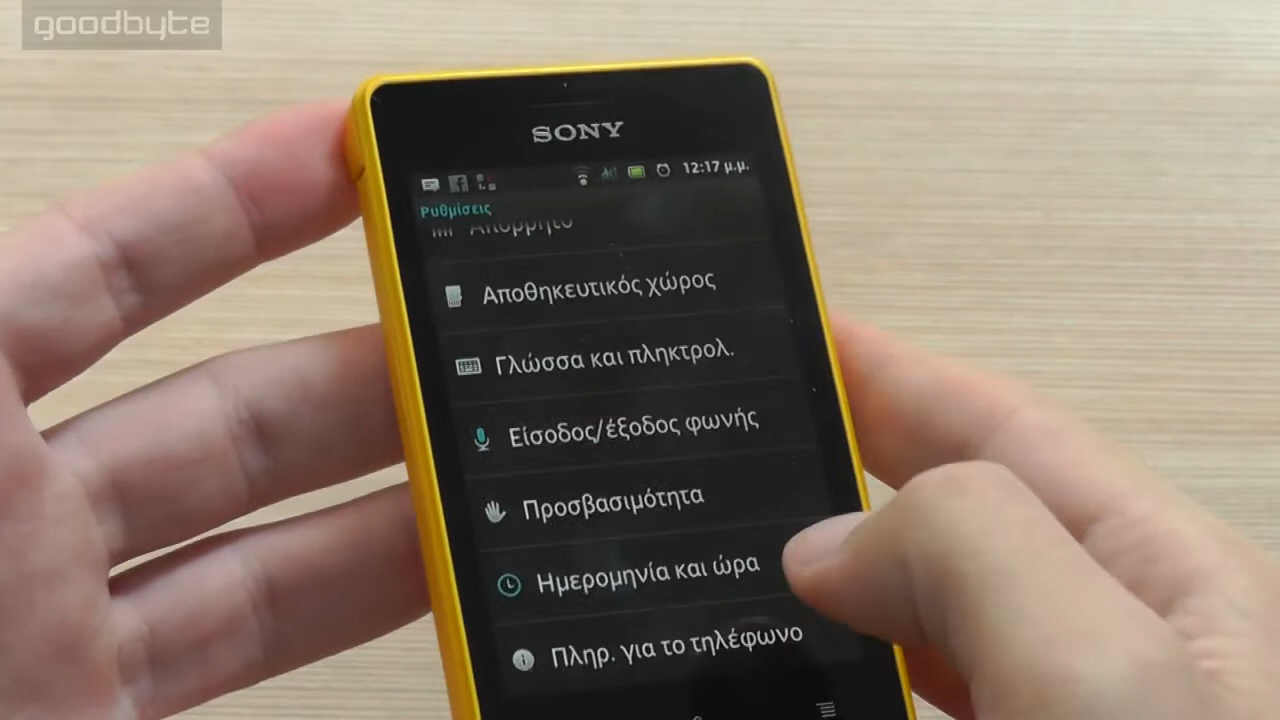 goodbyte
SONY
12:17 μ.μ.
Ρυθμίσεις
Απόρρητο
Αποθηκευτικός χώρος
Γλώσσα και πληκτρολ.
Είσοδος/έξοδος φωνής
Προσβασιμότητα
Ημερομηνία και ώρα
Πληρ. για το τηλέφωνο